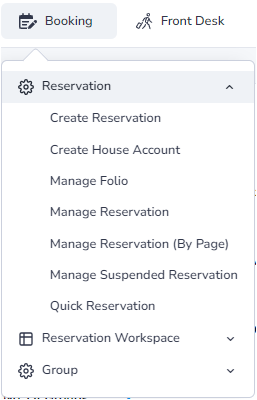 Booking
Front Desk
Reservation
Create Reservation
Create House Account
Manage Folio
Manage Reservation
Manage Reservation (By Page)
Manage Suspended Reservation
Quick Reservation
Reservation Workspace
Group